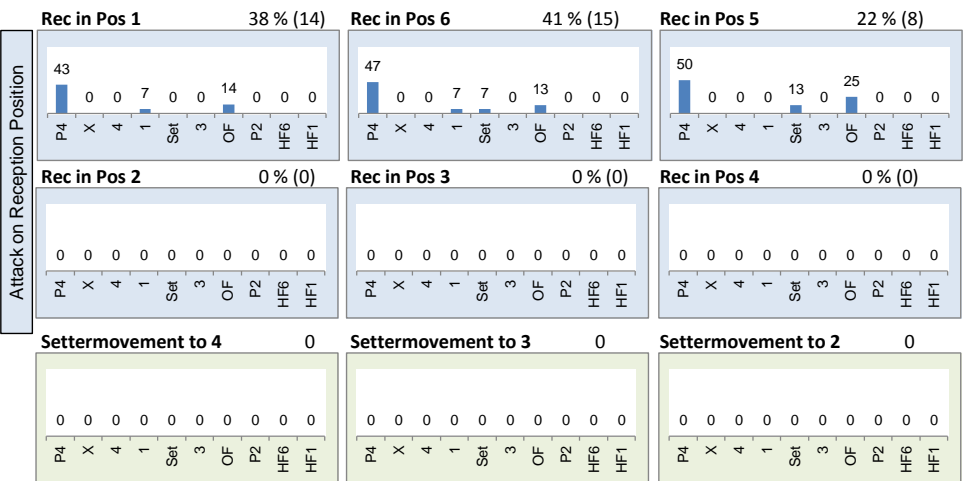 Attack on Reception Position
Rec in Pos 1 38 % (14)
43 0 0 7 0 0 14 0 0 0
P4 X 4 1 Set 3 OF P2 HF6 HF1
Rec in Pos 6 41 % (15)
47 0 0 7 7 0 13 0 0 0
P4 X 4 1 Set 3 OF P2 HF6 HF1
Rec in Pos 5 22 % (8)
50 0 0 0 13 0 25 0 0 0
P4 X 4 1 Set 3 OF P2 HF6 HF1
Rec in Pos 2 0 % (0)
0 0 0 0 0 0 0 0 0 0
P4 X 4 1 Set 3 OF P2 HF6 HF1
Rec in Pos 3 0 % (0)
0 0 0 0 0 0 0 0 0 0
P4 X 4 1 Set 3 OF P2 HF6 HF1
Rec in Pos 4 0 % (0)
0 0 0 0 0 0 0 0 0 0
P4 X 4 1 Set 3 OF P2 HF6 HF1
Settermovement to 4 0
0 0 0 0 0 0 0 0 0 0
P4 X 4 1 Set 3 OF P2 HF6 HF1
Settermovement to 3 0
0 0 0 0 0 0 0 0 0 0
P4 X 4 1 Set 3 OF P2 HF6 HF1
Settermovement to 2 0
0 0 0 0 0 0 0 0 0 0
P4 X 4 1 Set 3 OF P2 HF6 HF1